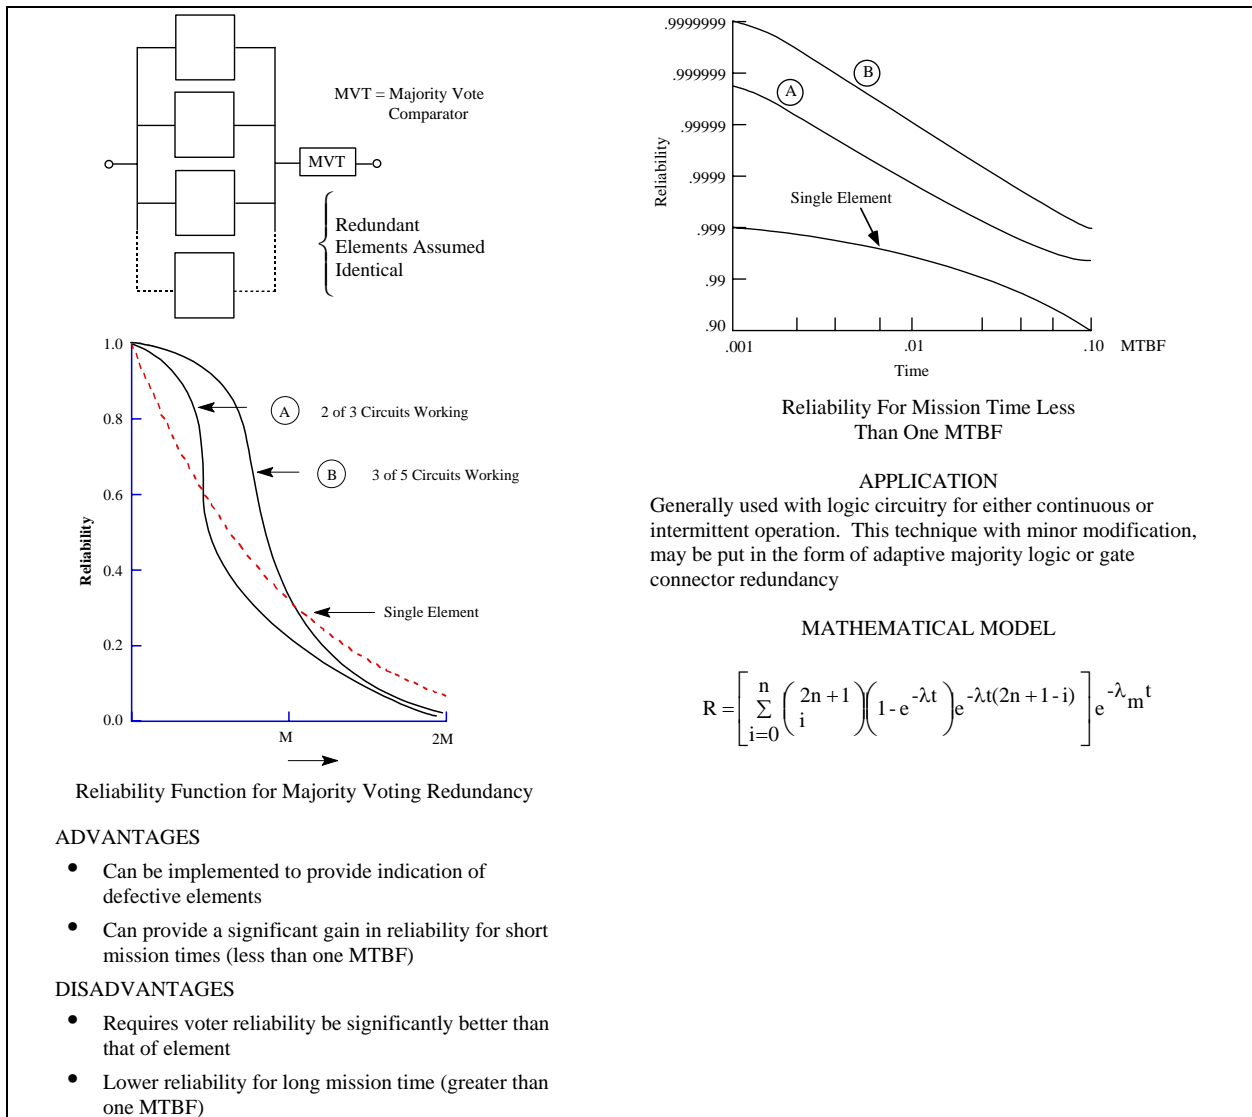 MVT = Majority Vote
Comparator
MVT
Redundant
Elements Assumed
Identical
1.0
0.8
0.6
0.4
0.2
0.0
Reliability
A 2 of 3 Circuits Working
B 3 of 5 Circuits Working
Single Element
M 2M
Reliability Function for Majority Voting Redundancy
ADVANTAGES
• Can be implemented to provide indication of
defective elements
• Can provide a significant gain in reliability for short
mission times (less than one MTBF)
DISADVANTAGES
• Requires voter reliability be significantly better than
that of element
• Lower reliability for long mission time (greater than
one MTBF)
.9999999
.999999
.99999
.9999
.999
.99
.90
Reliability
A
B
Single Element
.001 .01 .10 MTBF
Time
Reliability For Mission Time Less
Than One MTBF
APPLICATION
Generally used with logic circuitry for either continuous or
intermittent operation. This technique with minor modification,
may be put in the form of adaptive majority logic or gate
connector redundancy
MATHEMATICAL MODEL
R = [ n Σ i=0 ( 2n + 1 i ) ( 1 - e -λt ) e -λt(2n + 1 - i) ] e -λ m t